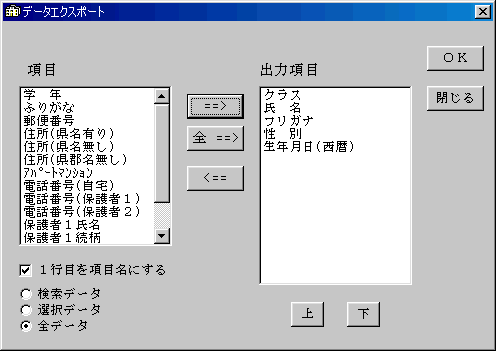 データエクスポート
項目
学　年
ふりがな
郵便番号
住所(県名有り)
住所(県名無し)
住所(県郡名無し)
ｱﾊﾟｰﾄマンション
電話番号(自宅)
電話番号(保護者１)
電話番号(保護者２)
保護者１氏名
保護者１続柄
==>
全 ==>
<==
出力項目
クラス
氏　名
フリガナ
性　別
生年月日(西暦)
ＯＫ
閉じる
１行目を項目名にする
検索データ
選択データ
全データ
上
下